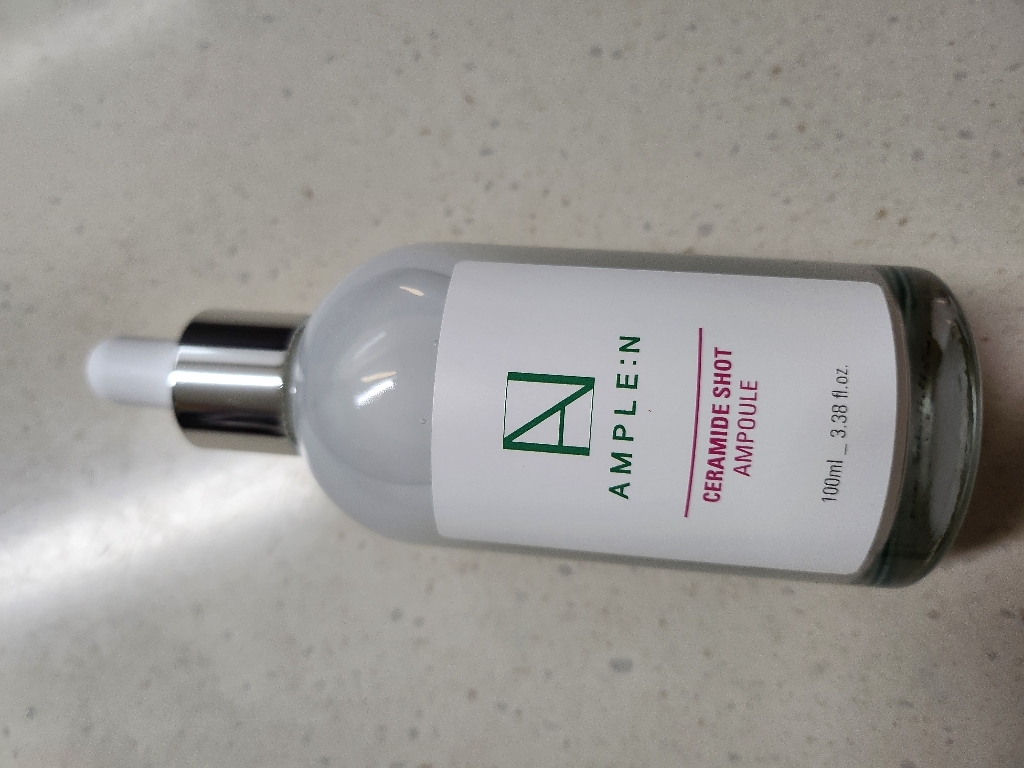 AMPLE:N
CERAMIDE SHOT
AMPOULE
100ml _ 3.38 fl.oz.